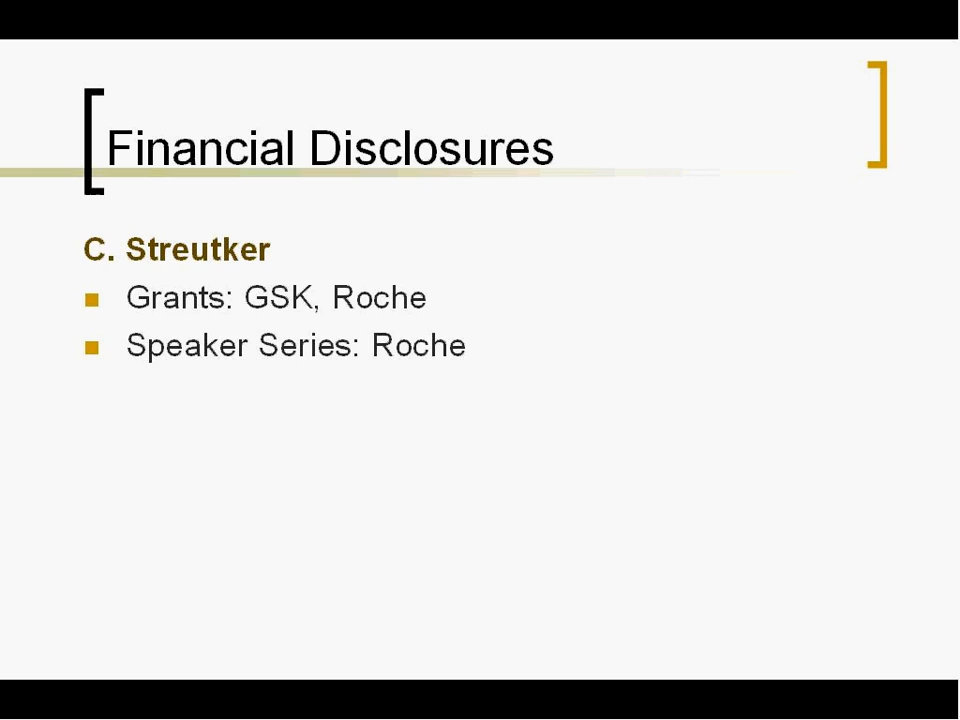 Financial Disclosures
C. Streutker
Grants: GSK, Roche
Speaker Series: Roche